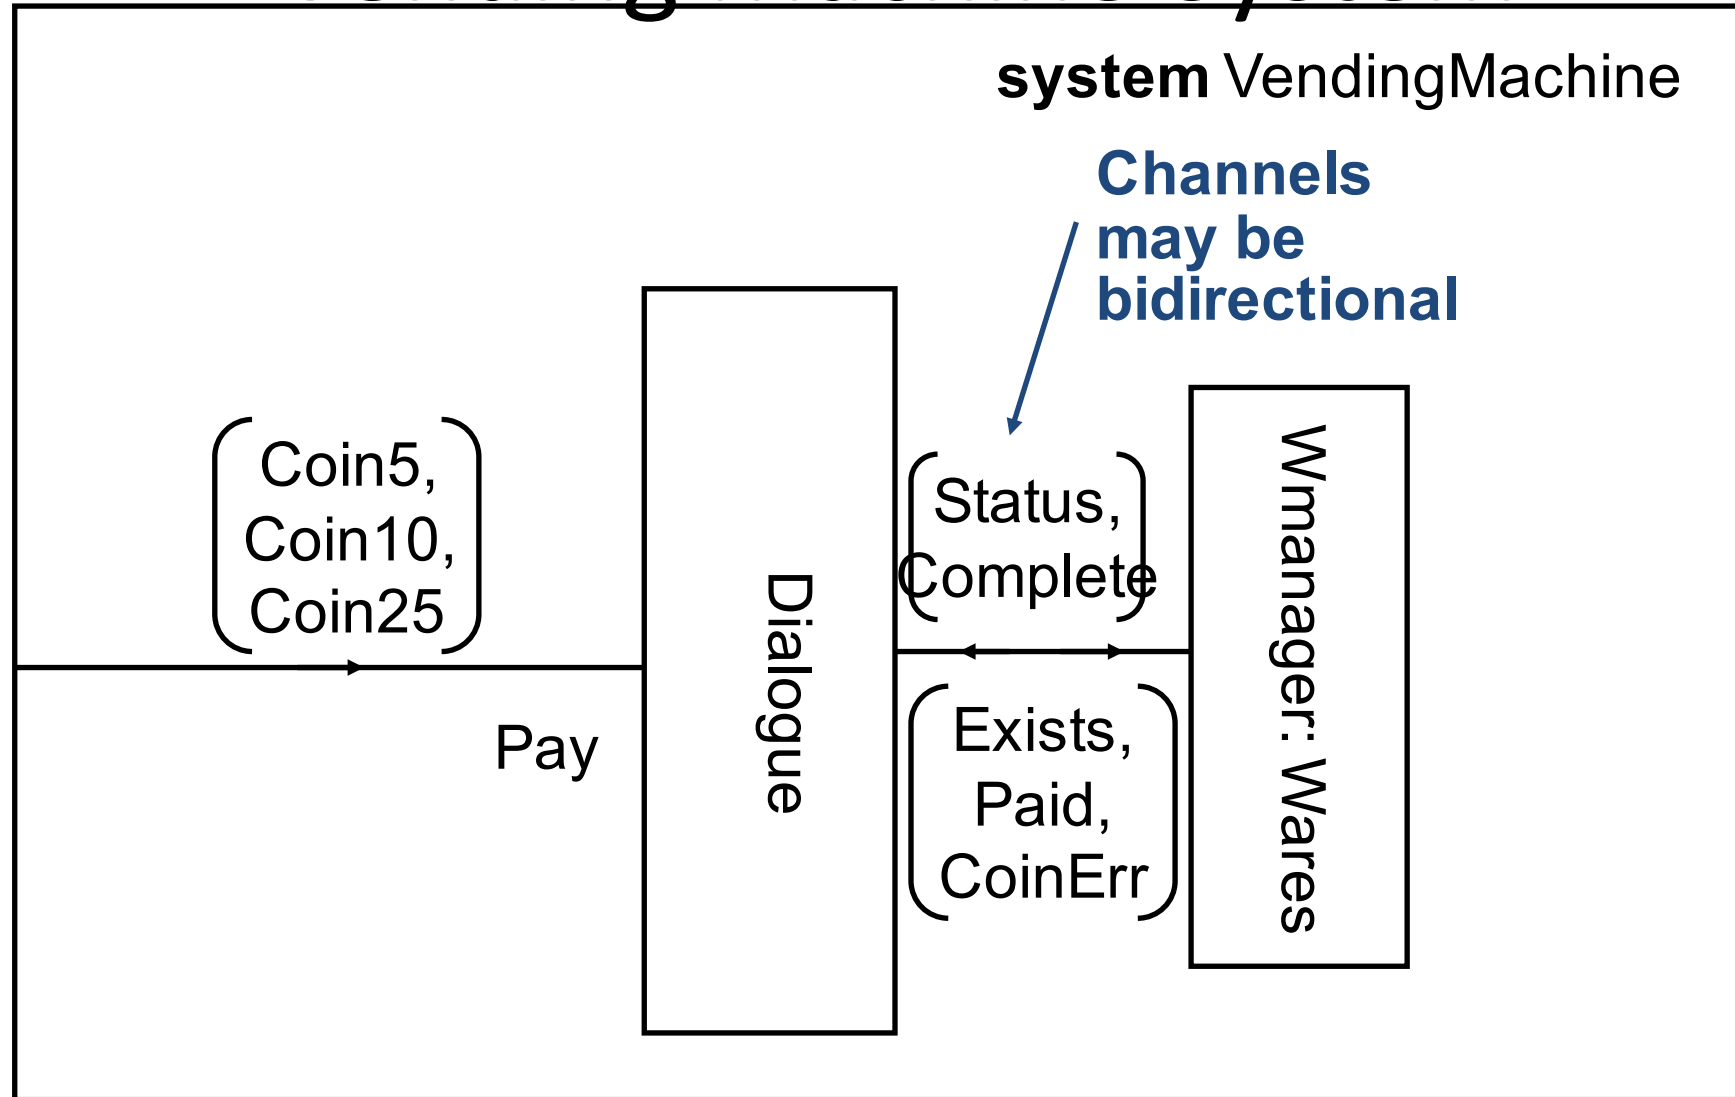 system VendingMachine
Channels
may be
bidirectional
Coin5,
Coin10,
Coin25
Pay
Dialogue
Status,
Complete
Exists,
Paid,
CoinErr
Wmanager: Wares